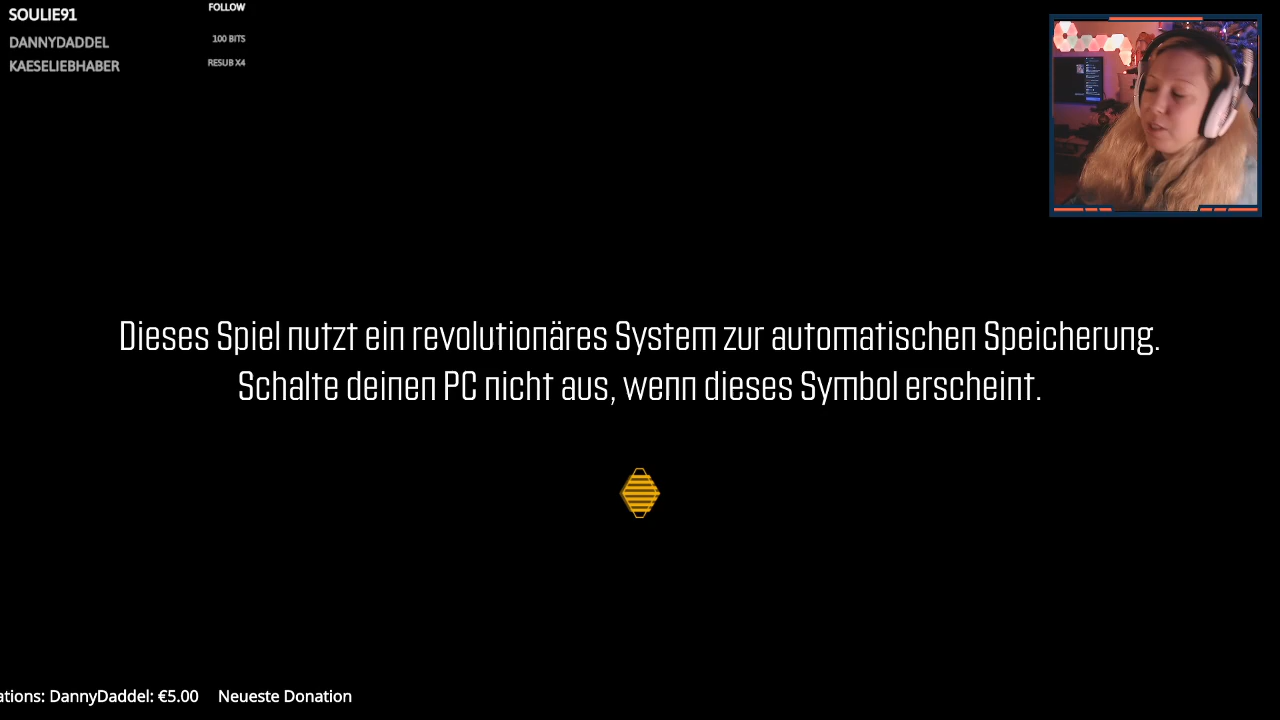 SOULIE91 FOLLOW
DANNYDADDEL 100 BITS
KAESELIEBHABER RESUB X4
Dieses Spiel nutzt ein revolutionäres System zur automatischen Speicherung.
Schalte deinen PC nicht aus, wenn dieses Symbol erscheint.
ations: DannyDaddel: €5.00 Neueste Donation